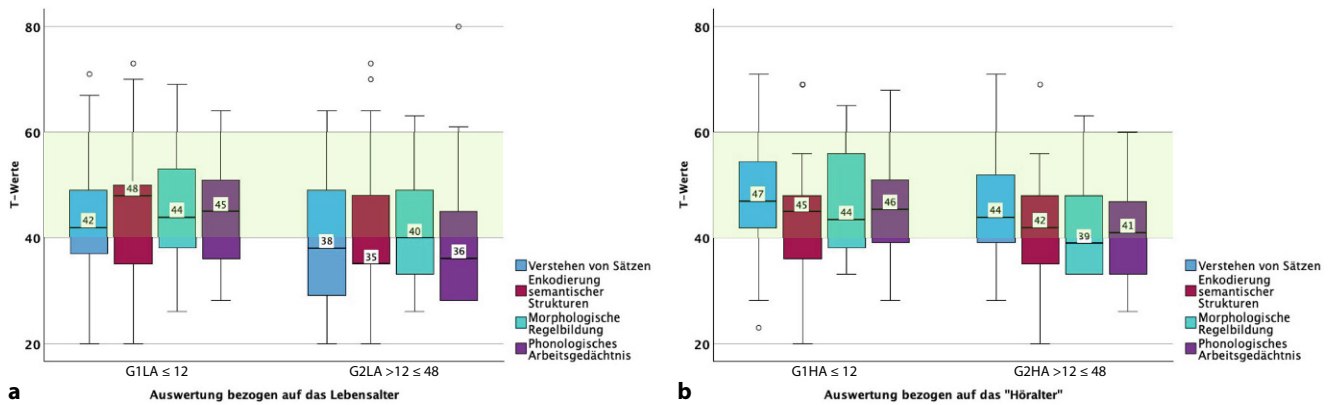 80
60
40
20
T-Werte
42
48
44
45
38
35
40
36
G1LA ≤ 12
G2LA >12 ≤ 48
Verstehen von Sätzen
Enkodierung
semantischer
Strukturen
Morphologische
Regelbildung
Phonologisches
Arbeitsgedächtnis
a
Auswertung bezogen auf das Lebensalter
80
60
40
20
T-Werte
47
45
44
46
44
42
39
41
G1HA ≤ 12
G2HA >12 ≤ 48
Verstehen von Sätzen
Enkodierung
semantischer
Strukturen
Morphologische
Regelbildung
Phonologisches
Arbeitsgedächtnis
b
Auswertung bezogen auf das "Höralter"